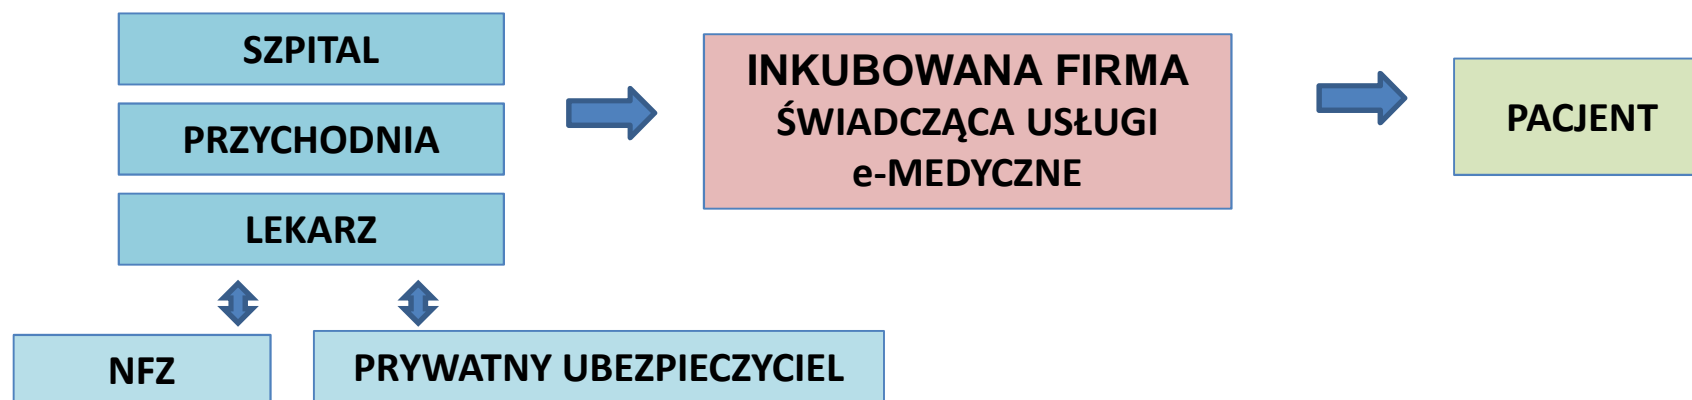 SZPITAL
PRZYCHODNIA
LEKARZ
NFZ
PRYWATNY UBEZPIECZYCIEL
INKUBOWANA FIRMA
ŚWIADCZĄCA USŁUGI
e-MEDYCZNE
PACJENT